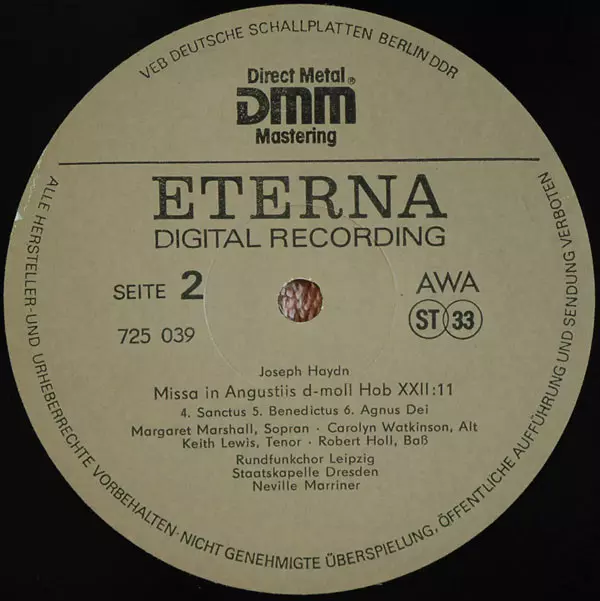 VEB DEUTSCHE SCHALLPLATTEN BERLIN DDR
Direct Metal®
DMM
Mastering
ETERNA
DIGITAL RECORDING
SEITE 2
AWA
725 039
ST 33
Joseph Haydn
Missa in Angustiis d-moll Hob XXII:11
4. Sanctus 5. Benedictus 6. Agnus Dei
Margaret Marshall, Sopran · Carolyn Watkinson, Alt
Keith Lewis, Tenor · Robert Holl, Baß
Rundfunkchor Leipzig
Staatskapelle Dresden
Neville Marriner
ALLE HERSTELLER- UND URHEBERRECHTE VORBEHALTEN · NICHT GENEHMIGTE ÜBERSPIELUNG, ÖFFENTLICHE AUFFÜHRUNG UND SENDUNG VERBOTEN